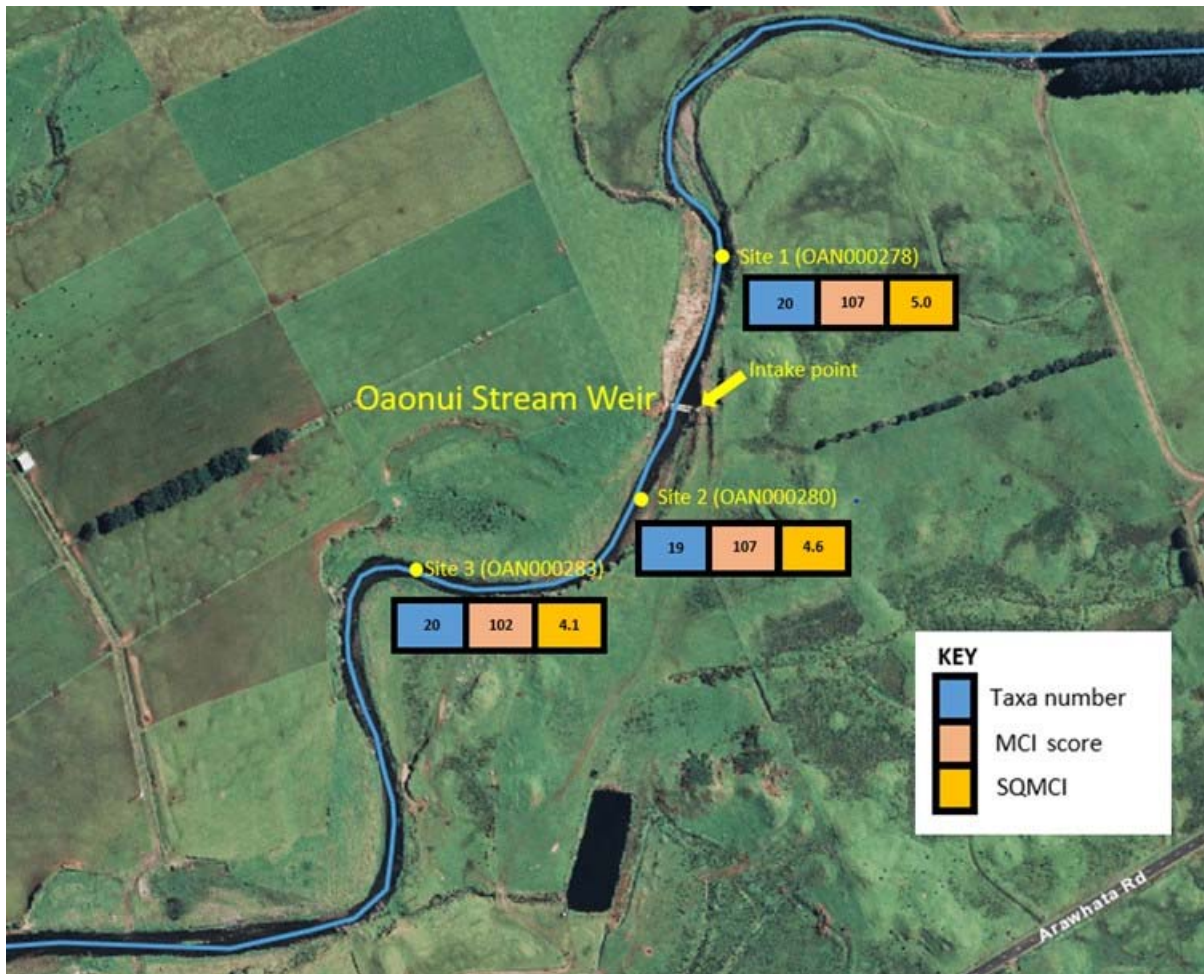 Site 1 (OAN000278)
20 107 5.0
Intake point
Oaonui Stream Weir
Site 2 (OAN000280)
19 107 4.6
Site 3 (OAN000283)
20 102 4.1
KEY
Taxa number
MCI score
SQMCI
Arawhata Rd